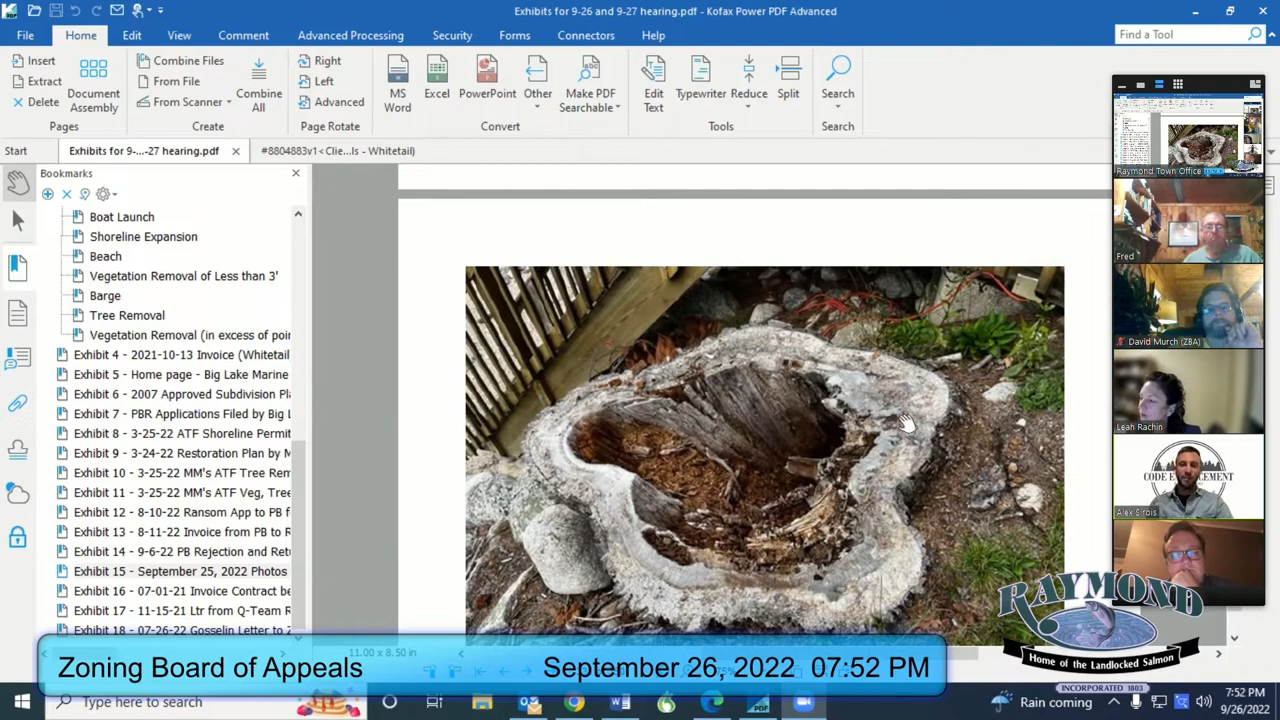 Exhibits for 9-26 and 9-27 hearing.pdf - Kofax Power PDF Advanced
File Home Edit View Comment Advanced Processing Security Forms Connectors Help
Find a Tool
Insert
Extract
Delete
Pages
Document
Assembly
Combine Files
From File
From Scanner
Create
Combine
All
Right
Left
Advanced
Page Rotate
MS
Word
Excel
PowerPoint
Other
Make PDF
Searchable
Convert
Edit
Text
Typewriter
Reduce
Split
Tools
Search
Search
Start
Exhibits for 9-...-27 hearing.pdf
#8804883v1<Clie...ls - Whitetail)
Bookmarks
Boat Launch
Shoreline Expansion
Beach
Vegetation Removal of Less than 3'
Barge
Tree Removal
Vegetation Removal (in excess of poin
Exhibit 4 - 2021-10-13 Invoice (Whitetail
Exhibit 5 - Home page - Big Lake Marine
Exhibit 6 - 2007 Approved Subdivision Pla
Exhibit 7 - PBR Applications Filed by Big L
Exhibit 8 - 3-25-22 ATF Shoreline Permit
Exhibit 9 - 3-24-22 Restoration Plan by M
Exhibit 10 - 3-25-22 MM's ATF Tree Rem
Exhibit 11 - 3-25-22 MM's ATF Veg, Tree
Exhibit 12 - 8-10-22 Ransom App to PB f
Exhibit 13 - 8-11-22 Invoice from PB to M
Exhibit 14 - 9-6-22 PB Rejection and Retu
Exhibit 15 - September 25, 2022 Photos
Exhibit 16 - 07-01-21 Invoice Contract be
Exhibit 17 - 11-15-21 Ltr from Q-Team R
Exhibit 18 - 07-26-22 Gosselin Letter to Z
11.00 x 8.50 in
Raymond Town Office
Fred
David Murch (ZBA)
Leah Rachin
CODE ENFORCEMENT
Alex Sirois
RAYMOND
Home of the Landlocked Salmon
INCORPORATED 1803
Zoning Board of Appeals September 26, 2022 07:52 PM
Type here to search
Rain coming
7:52 PM
9/26/2022